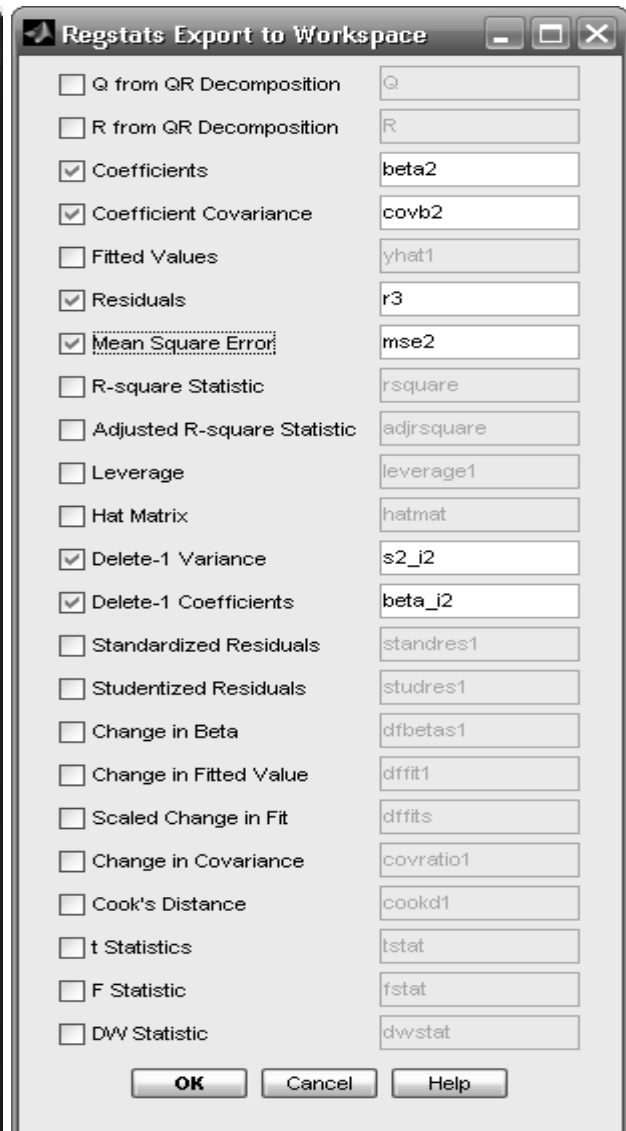 Regstats Export to Workspace
Q from QR Decomposition Q
R from QR Decomposition R
Coefficients beta2
Coefficient Covariance covb2
Fitted Values yhat1
Residuals r3
Mean Square Error mse2
R-square Statistic rsquare
Adjusted R-square Statistic adjrsquare
Leverage leverage1
Hat Matrix hatmat
Delete-1 Variance s2_i2
Delete-1 Coefficients beta_i2
Standardized Residuals standres1
Studentized Residuals studres1
Change in Beta dfbetas1
Change in Fitted Value dffit1
Scaled Change in Fit dffits
Change in Covariance covratio1
Cook's Distance cookd1
t Statistics tstat
F Statistic fstat
DW Statistic dwstat
OK Cancel Help